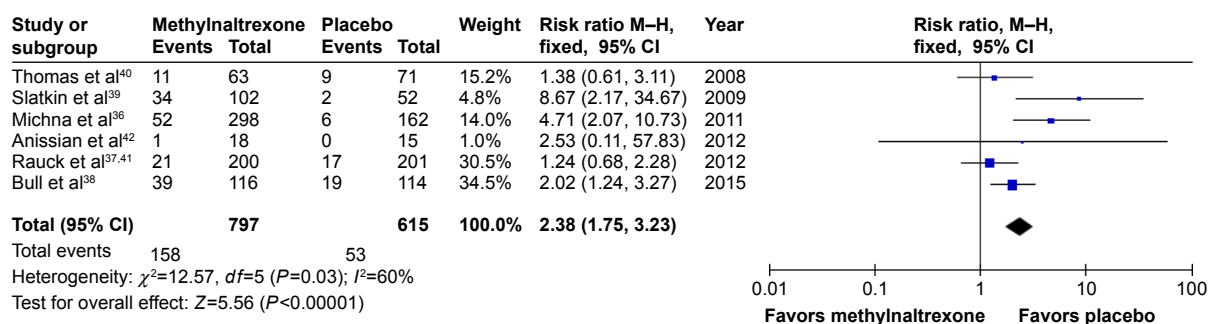 Study or subgroup Methylnaltrexone Placebo Weight Risk ratio M–H, fixed, 95% CI Year Risk ratio, M–H, fixed, 95% CI
Events Total Events Total
Thomas et al40 11 63 9 71 15.2% 1.38 (0.61, 3.11) 2008
Slatkin et al39 34 102 2 52 4.8% 8.67 (2.17, 34.67) 2009
Michna et al36 52 298 6 162 14.0% 4.71 (2.07, 10.73) 2011
Anissian et al42 1 18 0 15 1.0% 2.53 (0.11, 57.83) 2012
Rauck et al37,41 21 200 17 201 30.5% 1.24 (0.68, 2.28) 2012
Bull et al38 39 116 19 114 34.5% 2.02 (1.24, 3.27) 2015
Total (95% CI) 797 615 100.0% 2.38 (1.75, 3.23)
Total events 158 53
Heterogeneity: χ²=12.57, df=5 (P=0.03); I²=60%
Test for overall effect: Z=5.56 (P<0.00001)
0.01 0.1 1 10 100
Favors methylnaltrexone Favors placebo